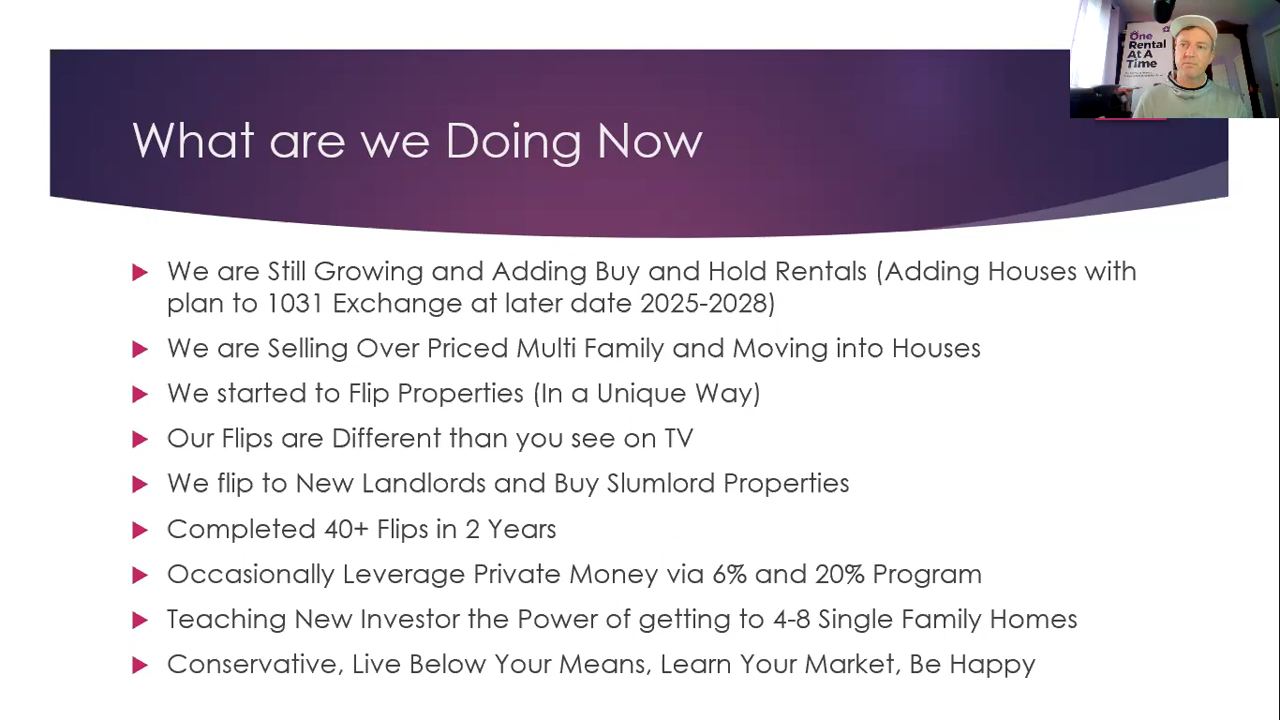 One
Rental
At A
Time
What are we Doing Now
We are Still Growing and Adding Buy and Hold Rentals (Adding Houses with
plan to 1031 Exchange at later date 2025-2028)
We are Selling Over Priced Multi Family and Moving into Houses
We started to Flip Properties (In a Unique Way)
Our Flips are Different than you see on TV
We flip to New Landlords and Buy Slumlord Properties
Completed 40+ Flips in 2 Years
Occasionally Leverage Private Money via 6% and 20% Program
Teaching New Investor the Power of getting to 4-8 Single Family Homes
Conservative, Live Below Your Means, Learn Your Market, Be Happy